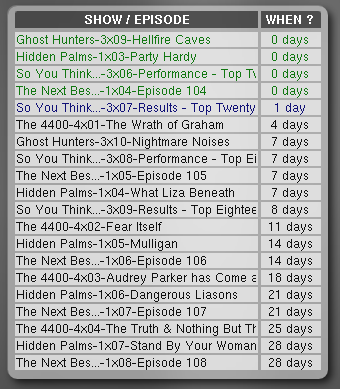 SHOW / EPISODE WHEN ?
Ghost Hunters-3x09-Hellfire Caves 0 days
Hidden Palms-1x03-Party Hardy 0 days
So You Think...-3x06-Performance - Top Tw 0 days
The Next Bes...-1x04-Episode 104 0 days
So You Think...-3x07-Results - Top Twenty 1 day
The 4400-4x01-The Wrath of Graham 4 days
Ghost Hunters-3x10-Nightmare Noises 7 days
So You Think...-3x08-Performance - Top Ei 7 days
The Next Bes...-1x05-Episode 105 7 days
Hidden Palms-1x04-What Liza Beneath 7 days
So You Think...-3x09-Results - Top Eightee 8 days
The 4400-4x02-Fear Itself 11 days
Hidden Palms-1x05-Mulligan 14 days
The Next Bes...-1x06-Episode 106 14 days
The 4400-4x03-Audrey Parker has Come a 18 days
Hidden Palms-1x06-Dangerous Liasons 21 days
The Next Bes...-1x07-Episode 107 21 days
The 4400-4x04-The Truth & Nothing But Th 25 days
Hidden Palms-1x07-Stand By Your Woman 28 days
The Next Bes...-1x08-Episode 108 28 days